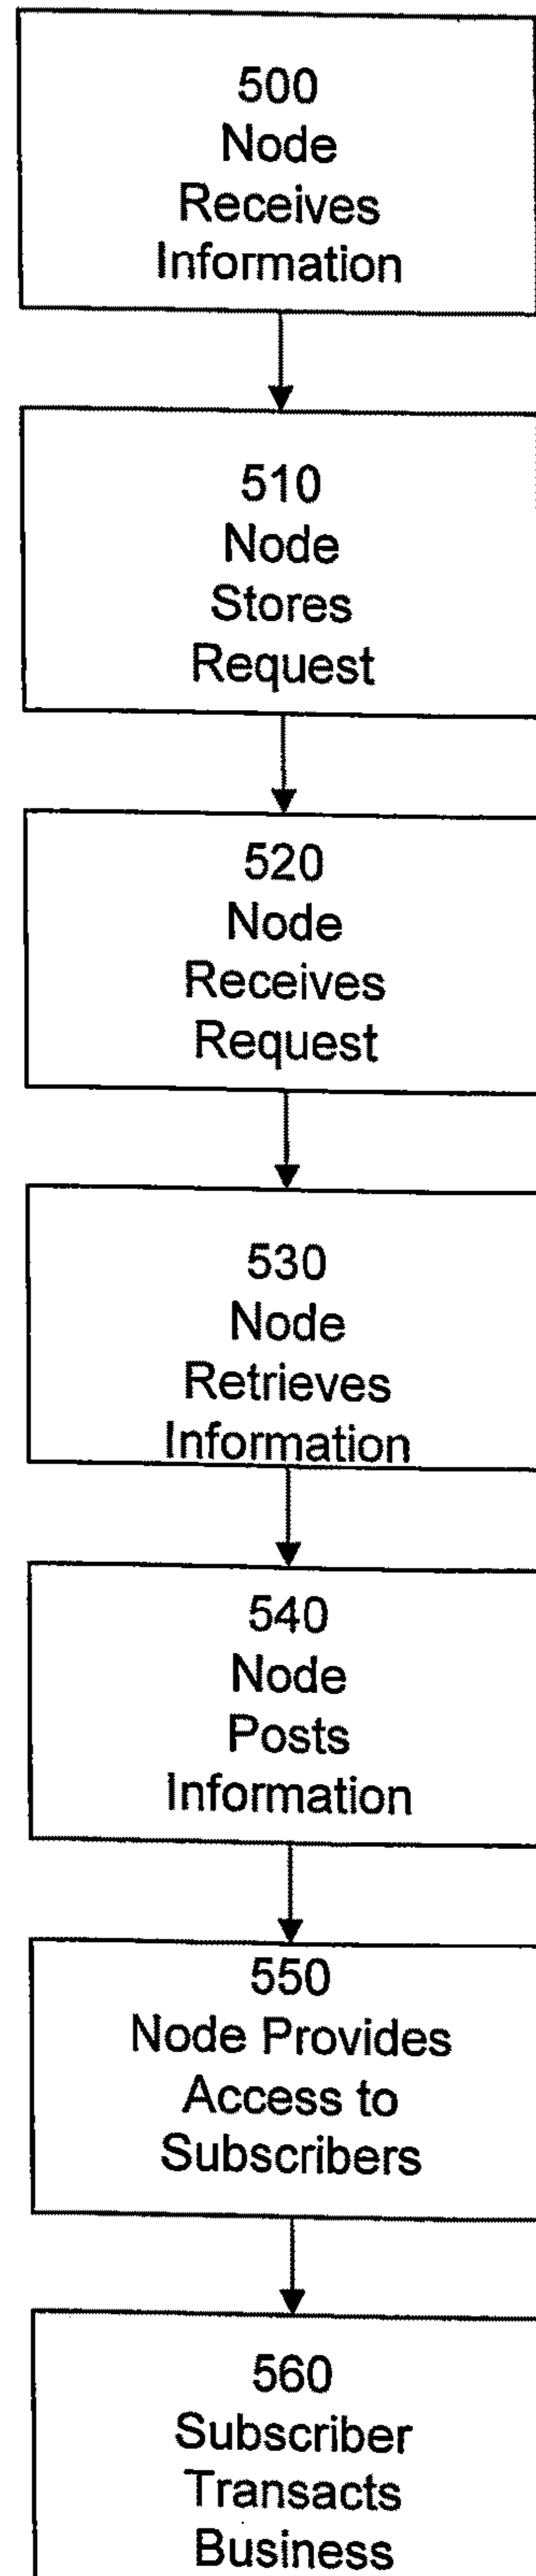 500
Node
Receives
Information
510
Node
Stores
Request
520
Node
Receives
Request
530
Node
Retrieves
Information
540
Node
Posts
Information
550
Node Provides
Access to
Subscribers
560
Subscriber
Transacts
Business